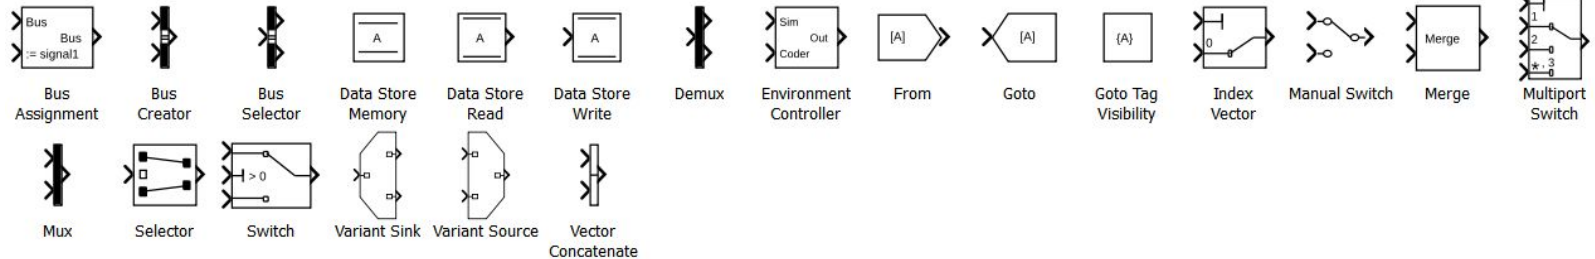 Bus
Bus
:= signal1
Bus
Assignment
Bus
Creator
Bus
Selector
A
Data Store
Memory
A
Data Store
Read
A
Data Store
Write
Demux
Sim
Out
Coder
Environment
Controller
[A]
From
[A]
Goto
{A}
Goto Tag
Visibility
0
Index
Vector
Manual Switch
Merge
Merge
1
2
*, 3
Multiport
Switch
Mux
Selector
> 0
Switch
Variant Sink
Variant Source
Vector
Concatenate